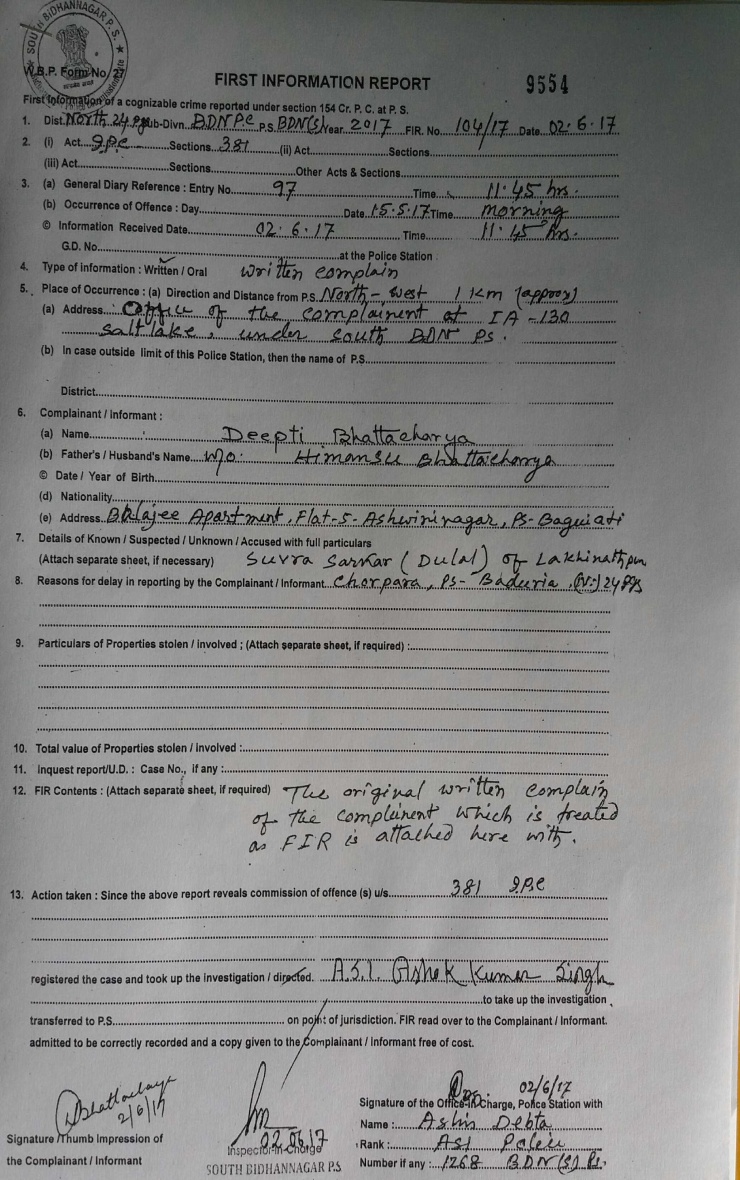 SOUTH BIDHANNAGAR P.S.
W.B.P. Form No. 27
FIRST INFORMATION REPORT 9554
First Information of a cognizable crime reported under section 154 Cr. P. C. at P. S.
1. Dist. North 24 Pgs Sub-Divn. BDN P.C P.S. BDN(S) Year 2017 FIR. No. 104/17 Date 02.6.17
2. (i) Act IPC Sections 381 (ii) Act Sections
(iii) Act Sections Other Acts & Sections
3. (a) General Diary Reference : Entry No. 97 Time 11.45 hrs.
(b) Occurrence of Offence : Day Date 15.5.17 Time morning
© Information Received Date 02.6.17 Time 11.45 hrs.
G.D. No. at the Police Station
4. Type of information : Written / Oral written complain
5. Place of Occurrence : (a) Direction and Distance from P.S. North-west 1 km (approx)
(a) Address Office of the complainent at IA-130
saltlake, under south BDN PS.
(b) In case outside limit of this Police Station, then the name of P.S.
District
6. Complainant / Informant :
(a) Name Deepti Bhattacharya
(b) Father's / Husband's Name W/o. Himansu Bhattacharya
© Date / Year of Birth
(d) Nationality
(e) Address Balajee Apartment, Flat-5-Ashwininagar, PS-Baguiati
7. Details of Known / Suspected / Unknown / Accused with full particulars
(Attach separate sheet, if necessary) Suvra Sarkar (Dulal) of Lakhinathpur
8. Reasons for delay in reporting by the Complainant / Informant Chorpara, PS- Baduria, (N) 24 Pgs
9. Particulars of Properties stolen / involved ; (Attach separate sheet, if required) :
10. Total value of Properties stolen / involved :
11. Inquest report/U.D. : Case No., if any :
12. FIR Contents : (Attach separate sheet, if required) The original written complain
of the complainent which is treated
as FIR is attached here with.
13. Action taken : Since the above report reveals commission of offence (s) u/s 381 IPC
registered the case and took up the investigation / directed. A.S.I. Ashok Kumar Singh
to take up the investigation
transferred to P.S. on point of jurisdiction. FIR read over to the Complainant / Informant.
admitted to be correctly recorded and a copy given to the Complainant / Informant free of cost.
DBhattacharya
2/6/17
02/6/17
Signature of the Office-in Charge, Police Station with
Name : Ashis Debta
02.06.17
Signature /Thumb Impression of
the Complainant / Informant
Inspector-in-Charge
SOUTH BIDHANNAGAR P.S
Rank : ASI Police
Number if any : 1268 BDN(S) Ps.